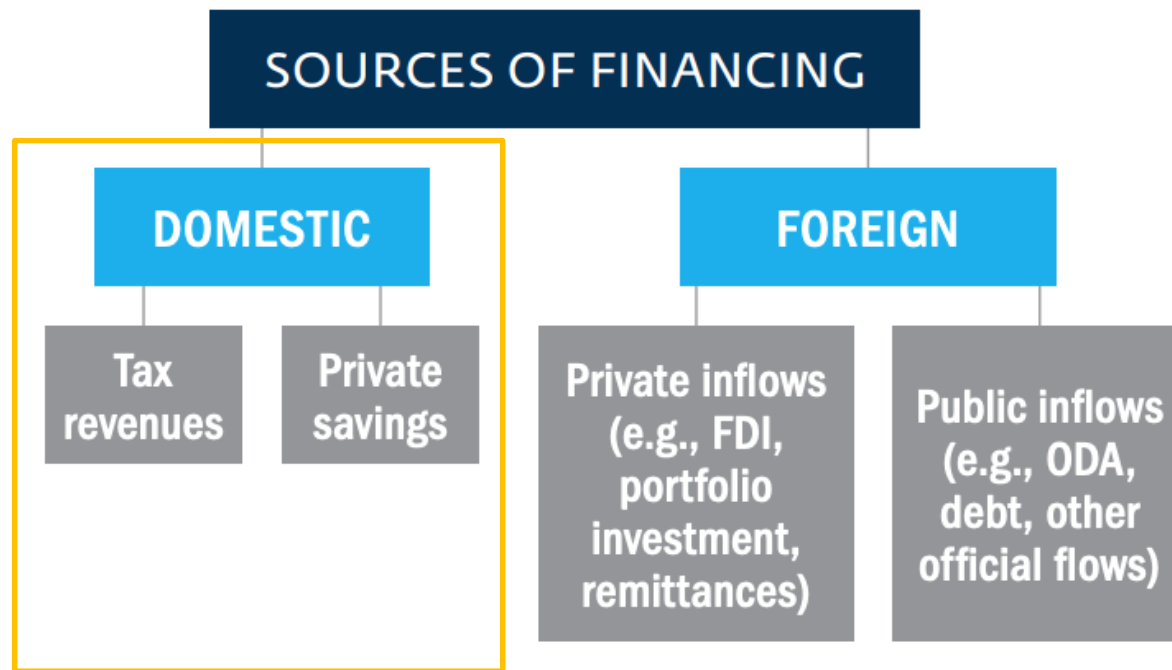 SOURCES OF FINANCING
DOMESTIC
FOREIGN
Tax
revenues
Private
savings
Private inflows
(e.g., FDI,
portfolio
investment,
remittances)
Public inflows
(e.g., ODA,
debt, other
official flows)